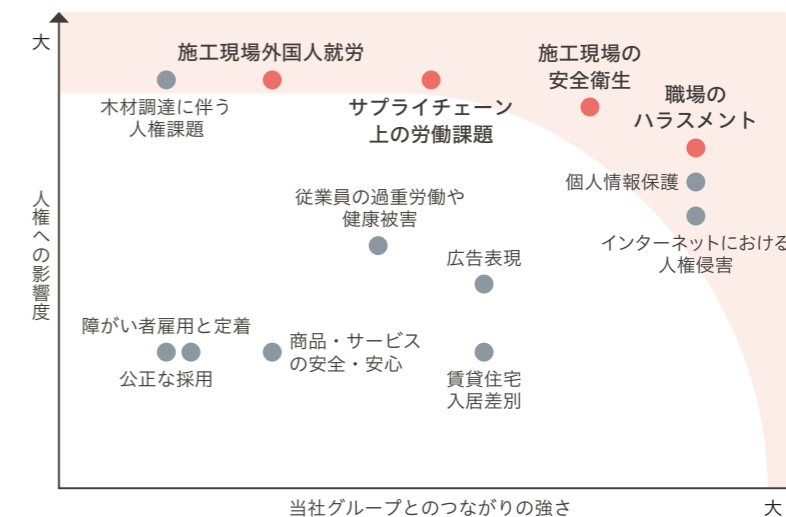 大
施工現場外国人就労
施工現場の
安全衛生
職場の
ハラスメント
木材調達に伴う
人権課題
サプライチェーン
上の労働課題
個人情報保護
従業員の過重労働や
健康被害
インターネットにおける
人権侵害
広告表現
人権への影響度
障がい者雇用と定着
商品・サービス
の安全・安心
公正な採用
賃貸住宅
入居差別
当社グループとのつながりの強さ
大